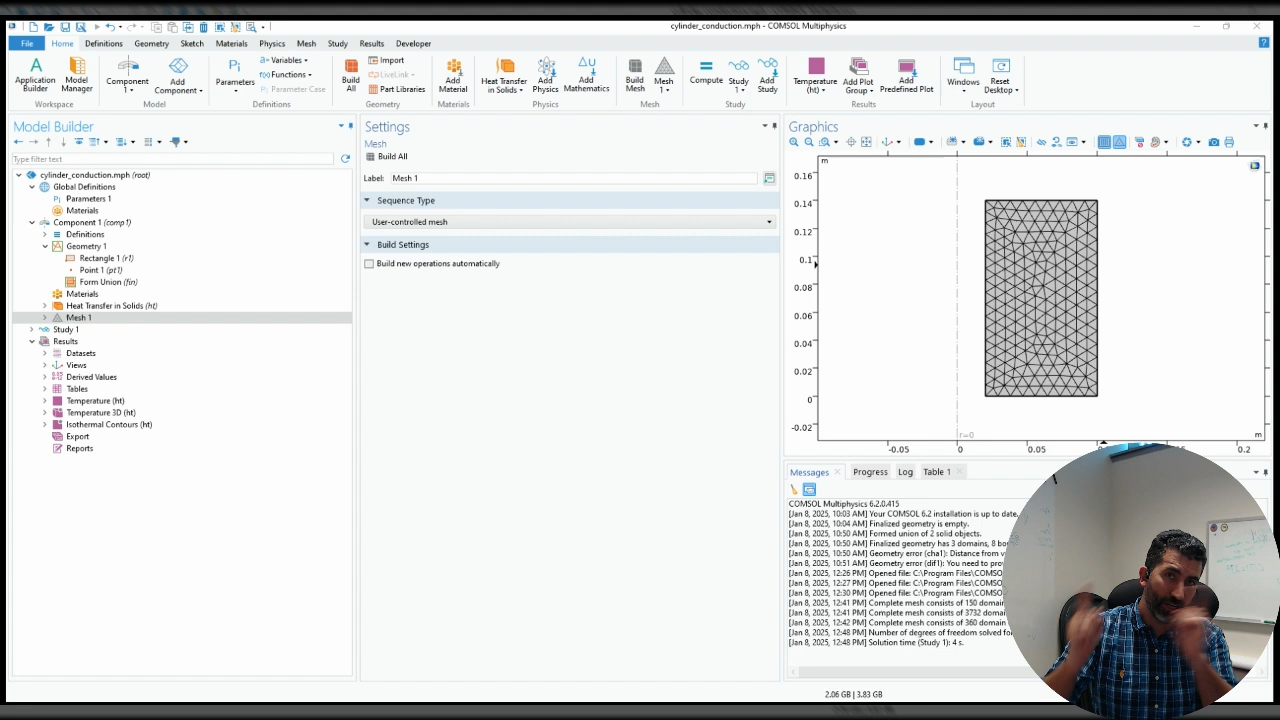 cylinder_conduction.mph - COMSOL Multiphysics
File Home Definitions Geometry Sketch Materials Physics Mesh Study Results Developer
Application Builder
Model Manager
Workspace
Component 1
Add Component
Model
Parameters
Variables
Functions
Parameter Case
Definitions
Build All
Import
LiveLink
Part Libraries
Geometry
Add Material
Materials
Heat Transfer in Solids
Add Physics
Add Mathematics
Physics
Build Mesh
Mesh 1
Mesh
Compute
Study 1
Add Study
Study
Temperature (ht)
Add Plot Group
Add Predefined Plot
Results
Windows
Reset Desktop
Layout
Model Builder
Type filter text
cylinder_conduction.mph (root)
Global Definitions
Parameters 1
Materials
Component 1 (comp1)
Definitions
Geometry 1
Rectangle 1 (r1)
Point 1 (pt1)
Form Union (fin)
Materials
Heat Transfer in Solids (ht)
Mesh 1
Study 1
Results
Datasets
Views
Derived Values
Tables
Temperature (ht)
Temperature 3D (ht)
Isothermal Contours (ht)
Export
Reports
Settings
Mesh
Build All
Label: Mesh 1
Sequence Type
User-controlled mesh
Build Settings
Build new operations automatically
Graphics
m
0.16
0.14
0.12
0.1
0.08
0.06
0.04
0.02
0
-0.02
r=0
m
-0.05 0 0.05 0.2
Messages Progress Log Table 1
COMSOL Multiphysics 6.2.0.415
[Jan 8, 2025, 10:03 AM] Your COMSOL 6.2 installation is up to date.
[Jan 8, 2025, 10:04 AM] Finalized geometry is empty.
[Jan 8, 2025, 10:50 AM] Formed union of 2 solid objects.
[Jan 8, 2025, 10:50 AM] Finalized geometry has 3 domains, 8 bo
[Jan 8, 2025, 10:50 AM] Geometry error (cha1): Distance from v
[Jan 8, 2025, 10:51 AM] Geometry error (dif1): You need to prov
[Jan 8, 2025, 12:26 PM] Opened file: C:\Program Files\COMSO
[Jan 8, 2025, 12:27 PM] Opened file: C:\Program Files\COMSO
[Jan 8, 2025, 12:30 PM] Opened file: C:\Program Files\COMSO
[Jan 8, 2025, 12:41 PM] Complete mesh consists of 150 domain
[Jan 8, 2025, 12:41 PM] Complete mesh consists of 3732 domai
[Jan 8, 2025, 12:42 PM] Complete mesh consists of 360 domain
[Jan 8, 2025, 12:48 PM] Number of degrees of freedom solved fo
[Jan 8, 2025, 12:48 PM] Solution time (Study 1): 4 s.
2.06 GB | 3.83 GB